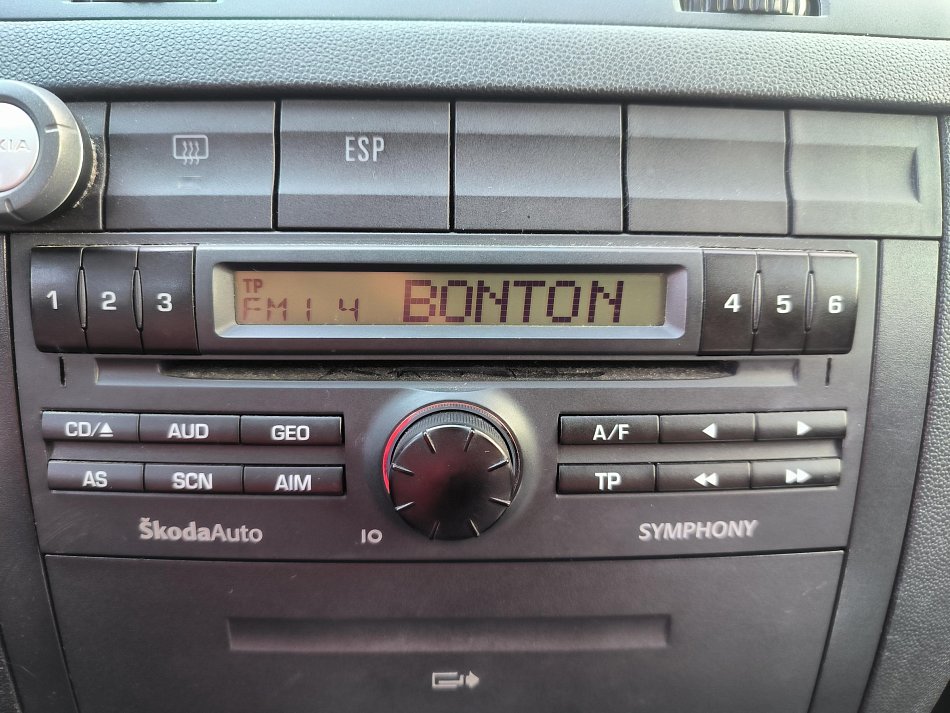 KIA
ESP
1 2 3
TP
FM1 4 BONTON
4 5 6
CD/ AUD GEO
AS SCN AIM
A/F
TP
ŠkodaAuto
IO
SYMPHONY